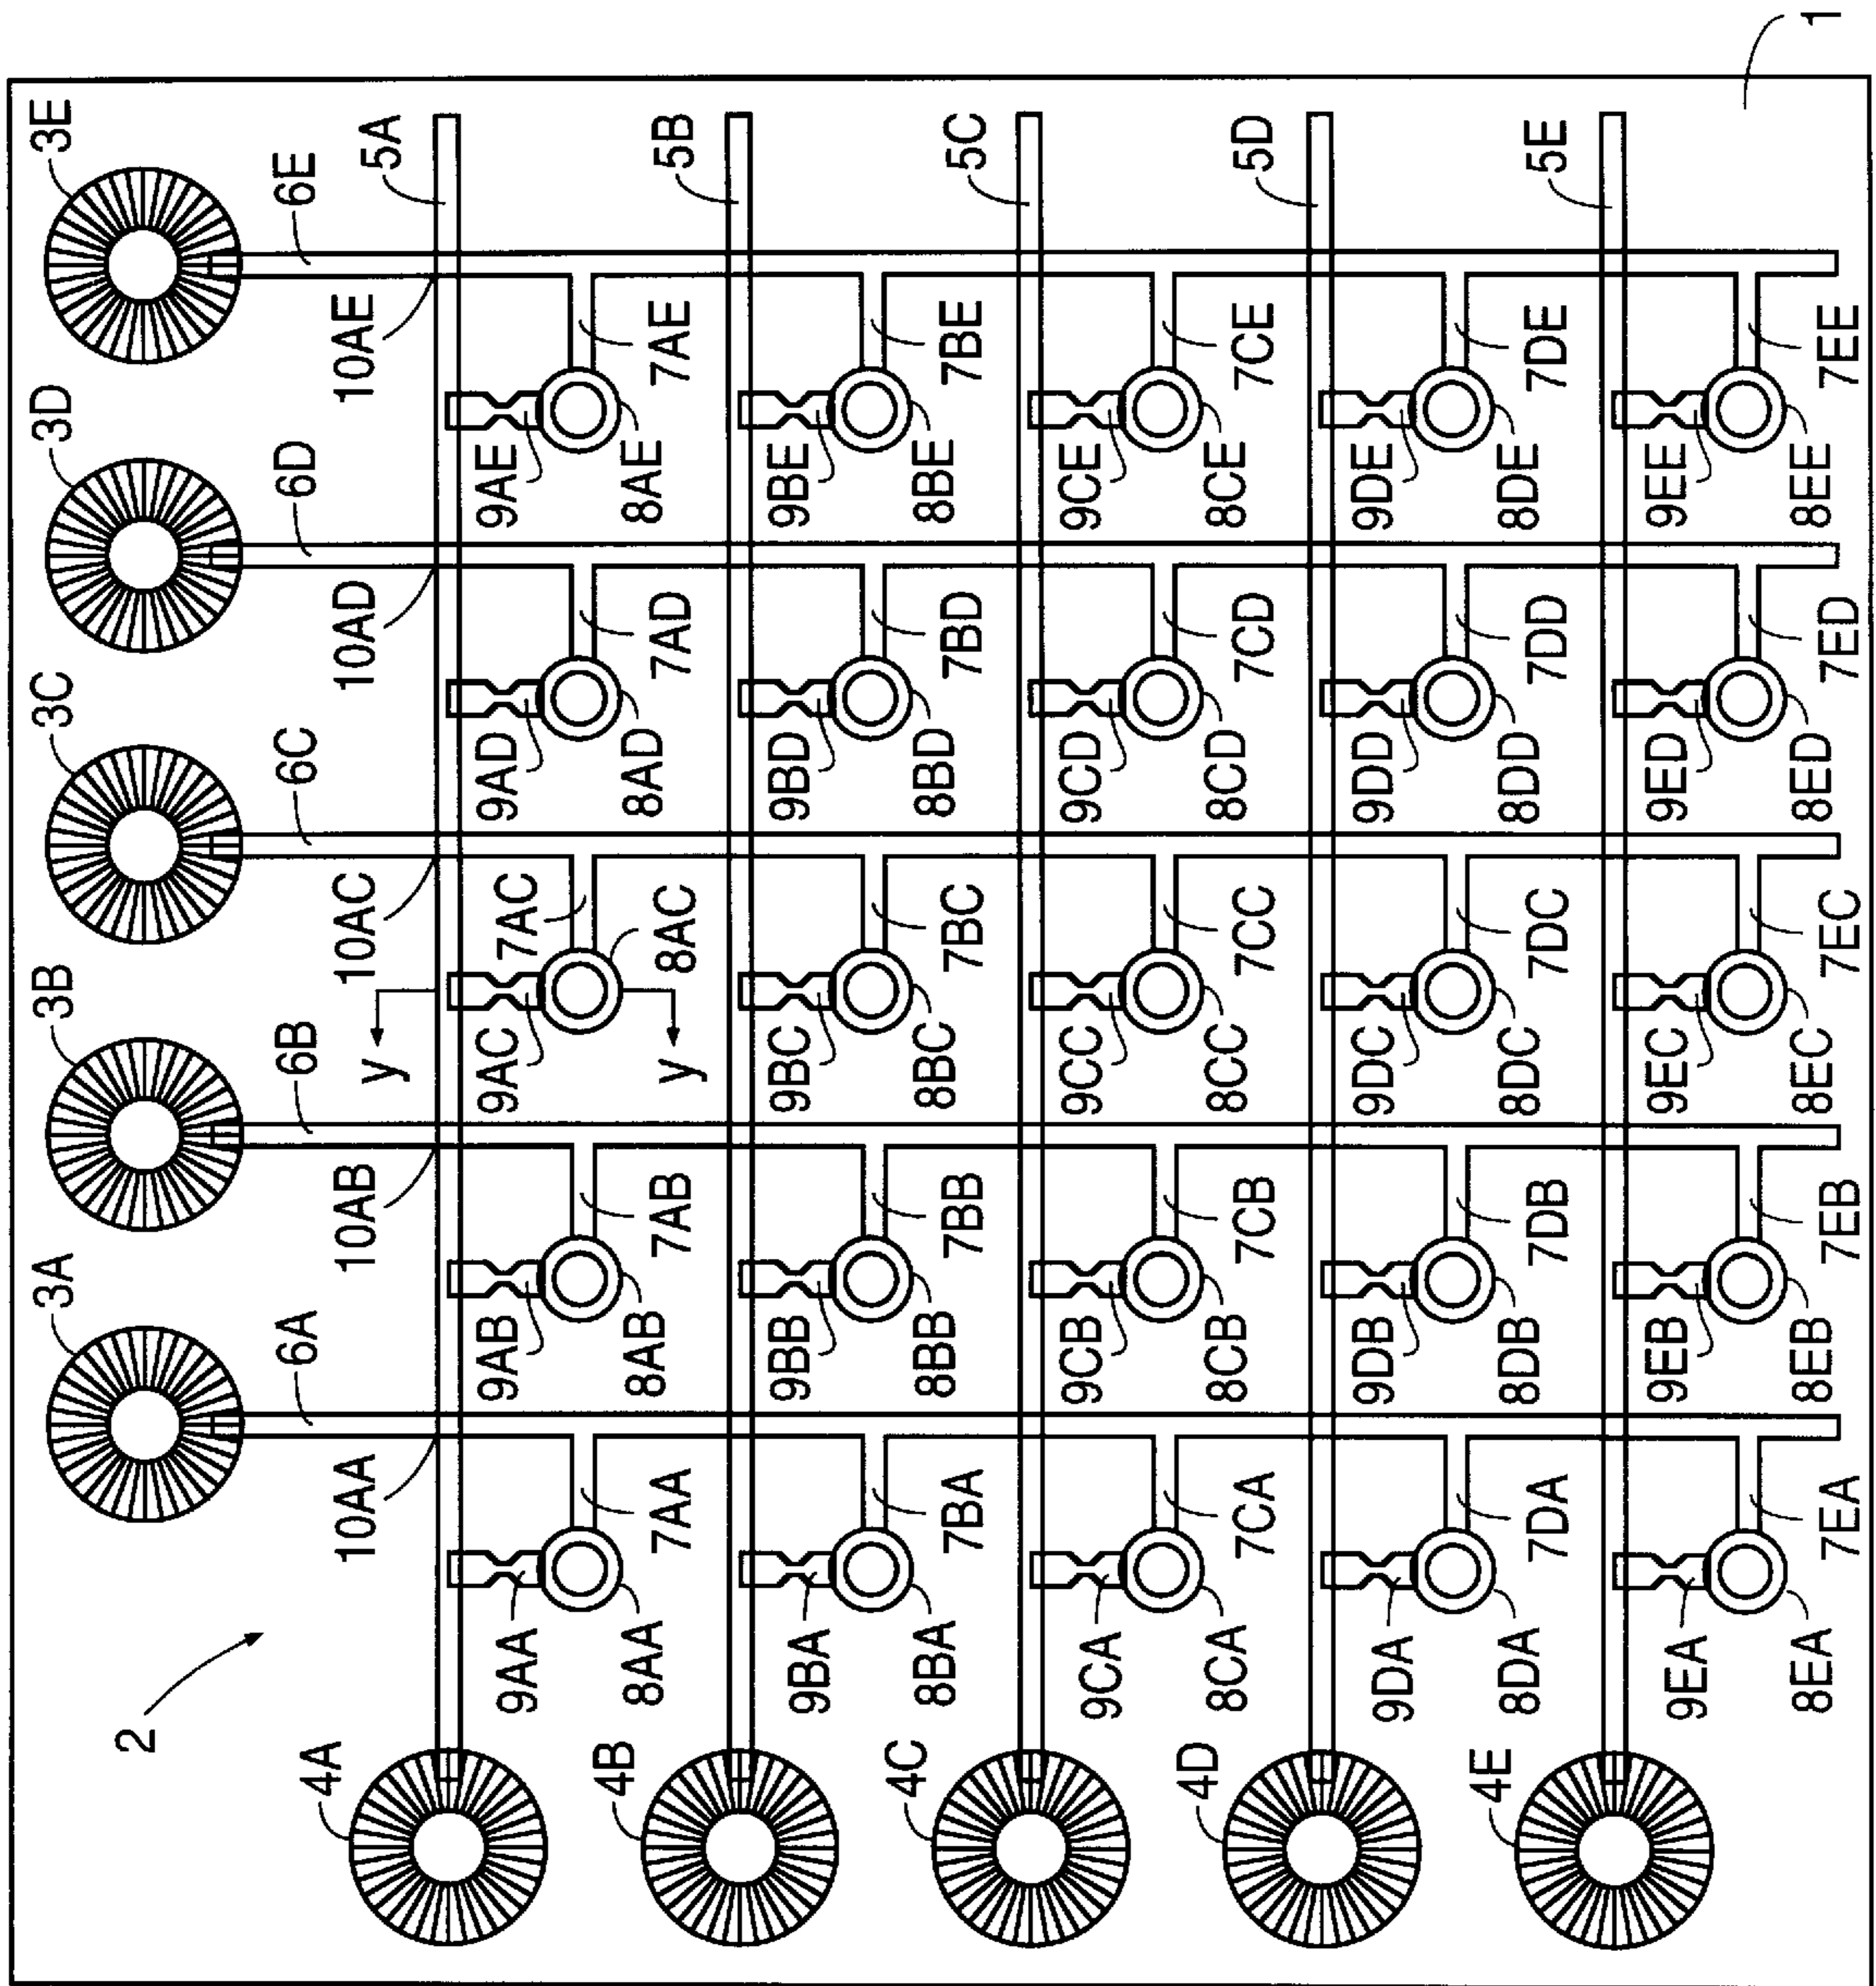 3A 3B 3C 3D 3E
2
6A 6B 6C 6D 6E
4A
10AA 10AB 10AC 10AD 10AE
y 5A
9AA 9AB 9AC 7AC 9AD 9AE
4B
8AA 7AA 8AB 7AB y 8AC 8AD 7AD 8AE 7AE
5B
9BA 9BB 9BC 9BD 9BE
4C
8BA 7BA 8BB 7BB 8BC 7BC 8BD 7BD 8BE 7BE
5C
9CA 9CB 9CC 9CD 9CE
4D
8CA 7CA 8CB 7CB 8CC 7CC 8CD 7CD 8CE 7CE
5D
9DA 9DB 9DC 9DD 9DE
4E
8DA 7DA 8DB 7DB 8DC 7DC 8DD 7DD 8DE 7DE
5E
9EA 9EB 9EC 9ED 9EE
8EA 7EA 8EB 7EB 8EC 7EC 8ED 7ED 8EE 7EE
1